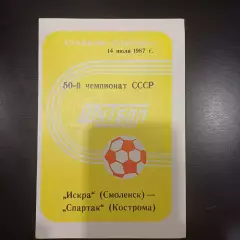 14 июля 1987 г.
50-й чемпионат СССР
„Искра" (Смоленск) —
„Спартак" (Кострома)